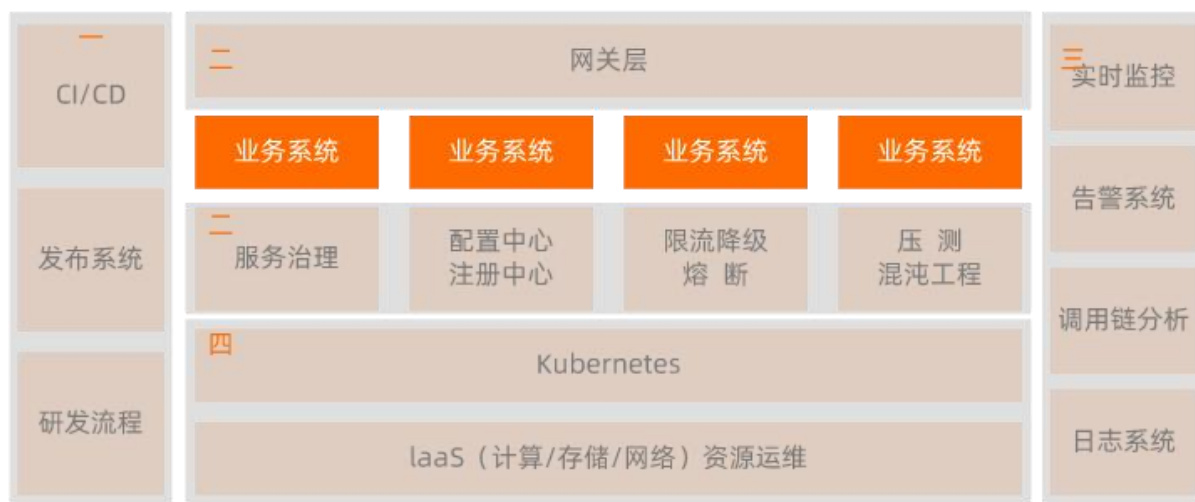 一
CI/CD
发布系统
研发流程
二
网关层
业务系统
业务系统
业务系统
业务系统
二
服务治理
配置中心
注册中心
限流降级
熔 断
压 测
混沌工程
四
Kubernetes
IaaS（计算/存储/网络）资源运维
三
实时监控
告警系统
调用链分析
日志系统